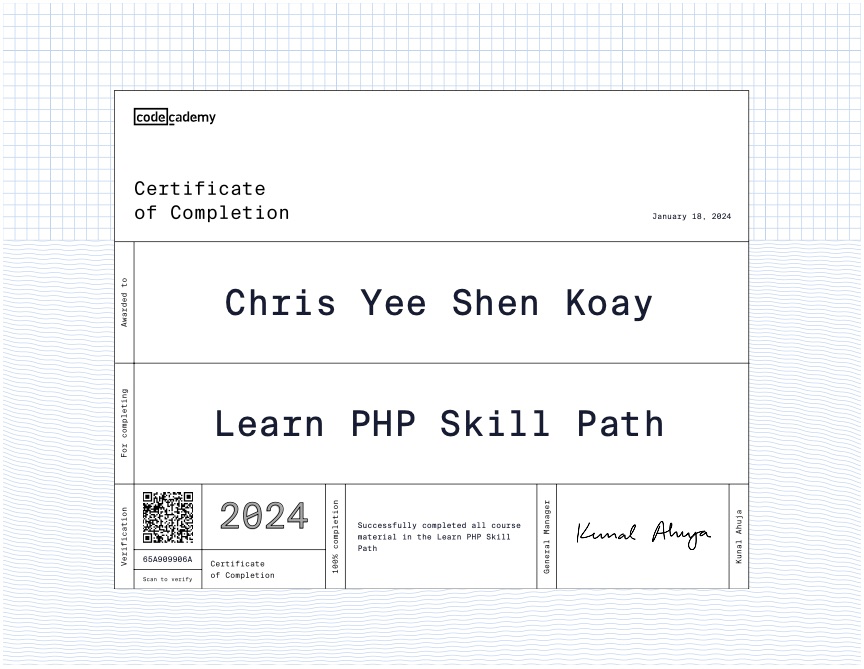 codecademy
Certificate
of Completion
January 18, 2024
Awarded to
Chris Yee Shen Koay
For completing
Learn PHP Skill Path
Verification
65A909906A
Scan to verify
2024
Certificate
of Completion
100% completion
Successfully completed all course
material in the Learn PHP Skill
Path
General Manager
Kunal Ahuja
Kunal Ahuja